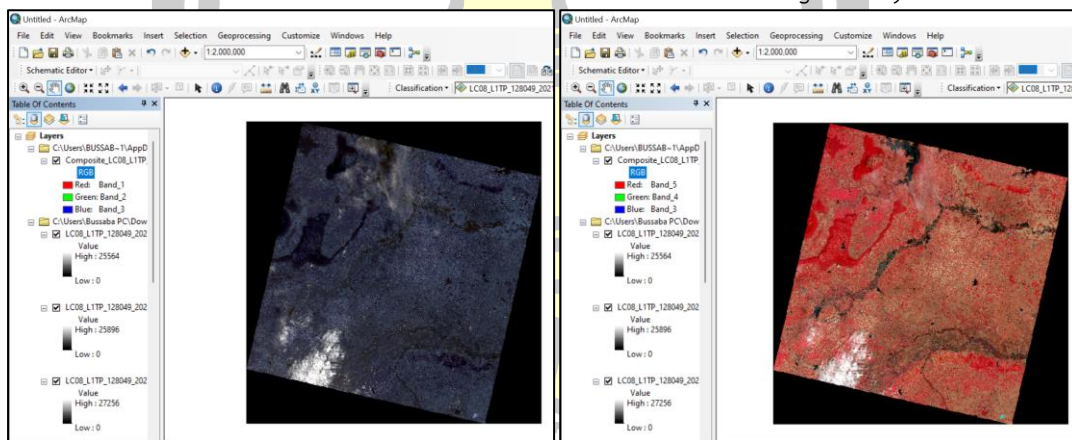 Untitled - ArcMap
File Edit View Bookmarks Insert Selection Geoprocessing Customize Windows Help
1:2,000,000
Schematic Editor
Classification LC08_L1TP_128049_202
Table Of Contents
Layers
C:\Users\BUSSAB~1\AppD
Composite_LC08_L1TP_
RGB
Red: Band_1
Green: Band_2
Blue: Band_3
C:\Users\Bussaba PC\Dow
LC08_L1TP_128049_202
Value
High : 25564
Low : 0
LC08_L1TP_128049_202
Value
High : 25896
Low : 0
LC08_L1TP_128049_202
Value
High : 27256
Low : 0
Untitled - ArcMap
File Edit View Bookmarks Insert Selection Geoprocessing Customize Windows Help
1:2,000,000
Schematic Editor
Classification LC08_L1TP_128
Table Of Contents
Layers
C:\Users\BUSSAB~1\AppD
Composite_LC08_L1TP_
RGB
Red: Band_5
Green: Band_4
Blue: Band_3
C:\Users\Bussaba PC\Dow
LC08_L1TP_128049_202
Value
High : 25564
Low : 0
LC08_L1TP_128049_202
Value
High : 25896
Low : 0
LC08_L1TP_128049_202
Value
High : 27256
Low : 0